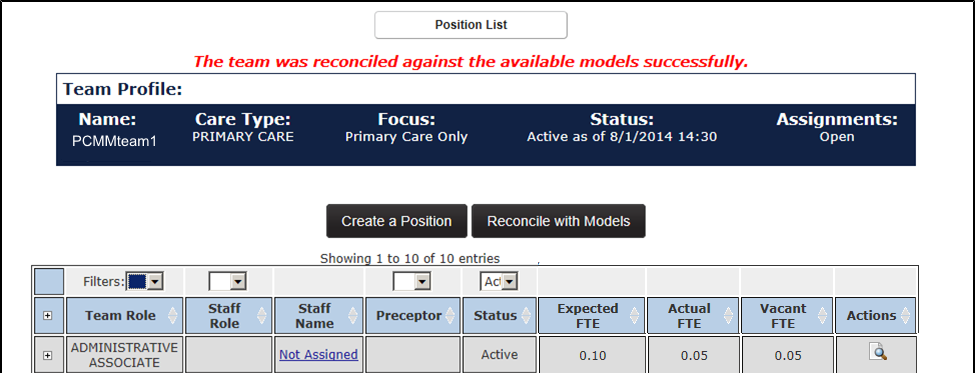 Position List
The team was reconciled against the available models successfully.
Team Profile:
Name: Care Type: Focus: Status: Assignments:
PCMMteam1 PRIMARY CARE Primary Care Only Active as of 8/1/2014 14:30 Open
Create a Position Reconcile with Models
Showing 1 to 10 of 10 entries
Filters: Act
Team Role Staff Role Staff Name Preceptor Status Expected FTE Actual FTE Vacant FTE Actions
ADMINISTRATIVE ASSOCIATE Not Assigned Active 0.10 0.05 0.05